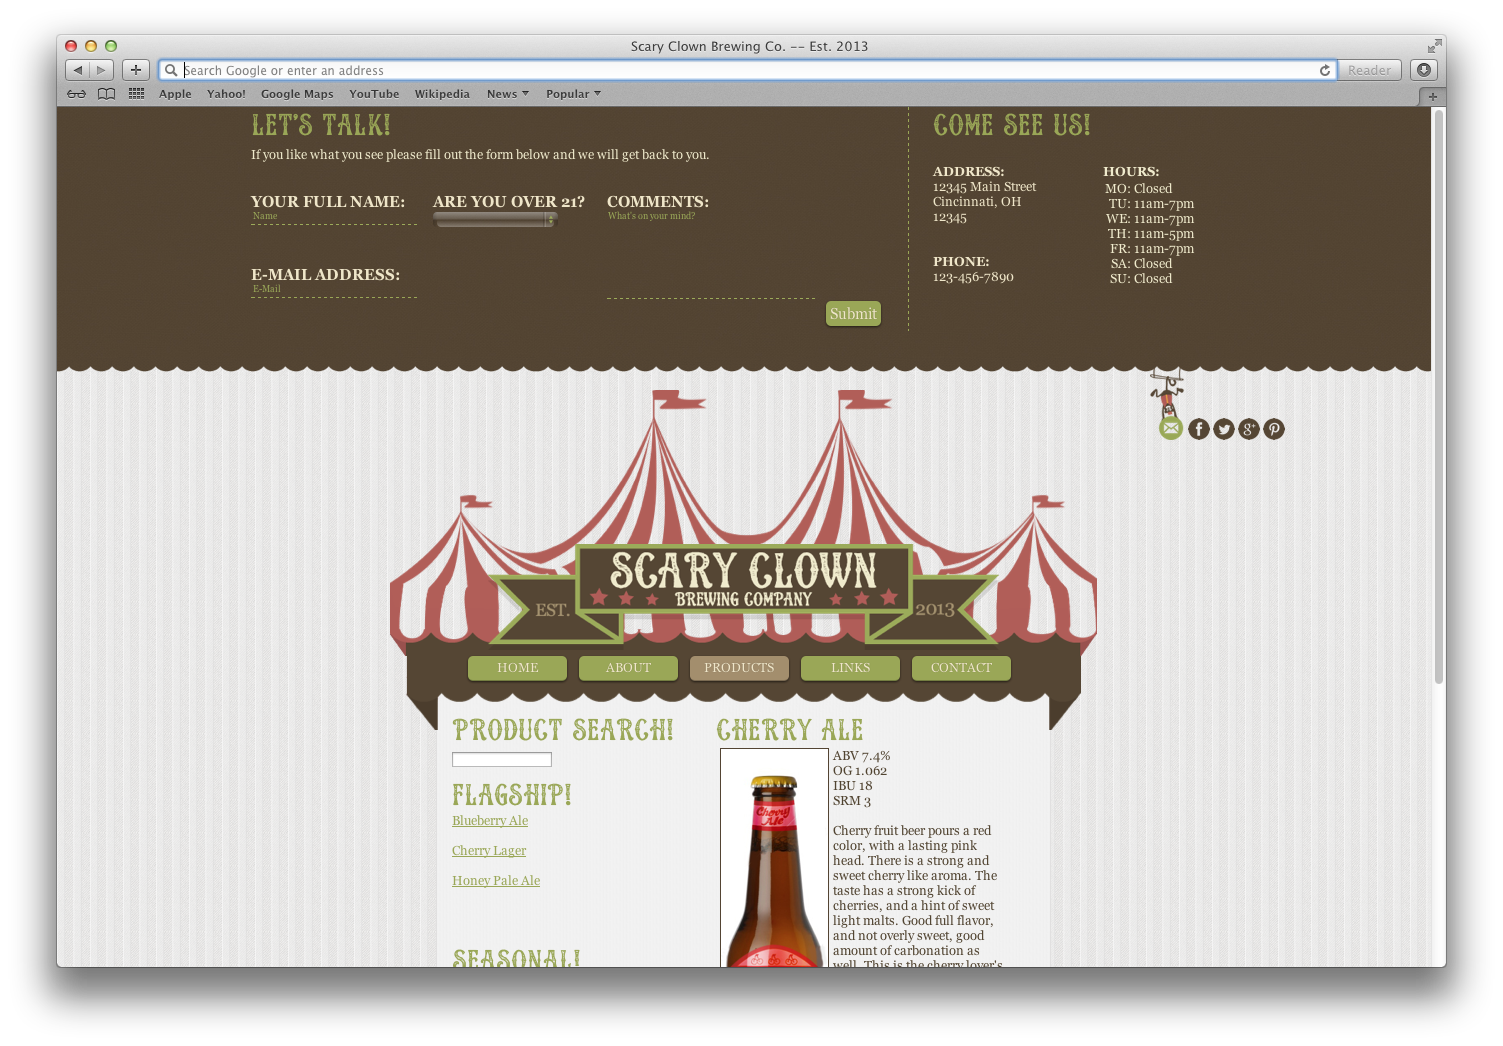 Scary Clown Brewing Co. -- Est. 2013
Search Google or enter an address
Reader
Apple Yahoo! Google Maps YouTube Wikipedia News Popular
LET'S TALK!
If you like what you see please fill out the form below and we will get back to you.
YOUR FULL NAME:
Name
E-MAIL ADDRESS:
E-Mail
ARE YOU OVER 21?
COMMENTS:
What's on your mind?
Submit
COME SEE US!
ADDRESS:
12345 Main Street
Cincinnati, OH
12345
PHONE:
123-456-7890
HOURS:
MO: Closed
TU: 11am-7pm
WE: 11am-7pm
TH: 11am-5pm
FR: 11am-7pm
SA: Closed
SU: Closed
SCARY CLOWN
BREWING COMPANY
EST. 2013
HOME ABOUT PRODUCTS LINKS CONTACT
PRODUCT SEARCH!
FLAGSHIP!
Blueberry Ale
Cherry Lager
Honey Pale Ale
SEASONAL!
CHERRY ALE
Cherry
Ale
ABV 7.4%
OG 1.062
IBU 18
SRM 3
Cherry fruit beer pours a red
color, with a lasting pink
head. There is a strong and
sweet cherry like aroma. The
taste has a strong kick of
cherries, and a hint of sweet
light malts. Good full flavor,
and not overly sweet, good
amount of carbonation as
well. This is the cherry lover's